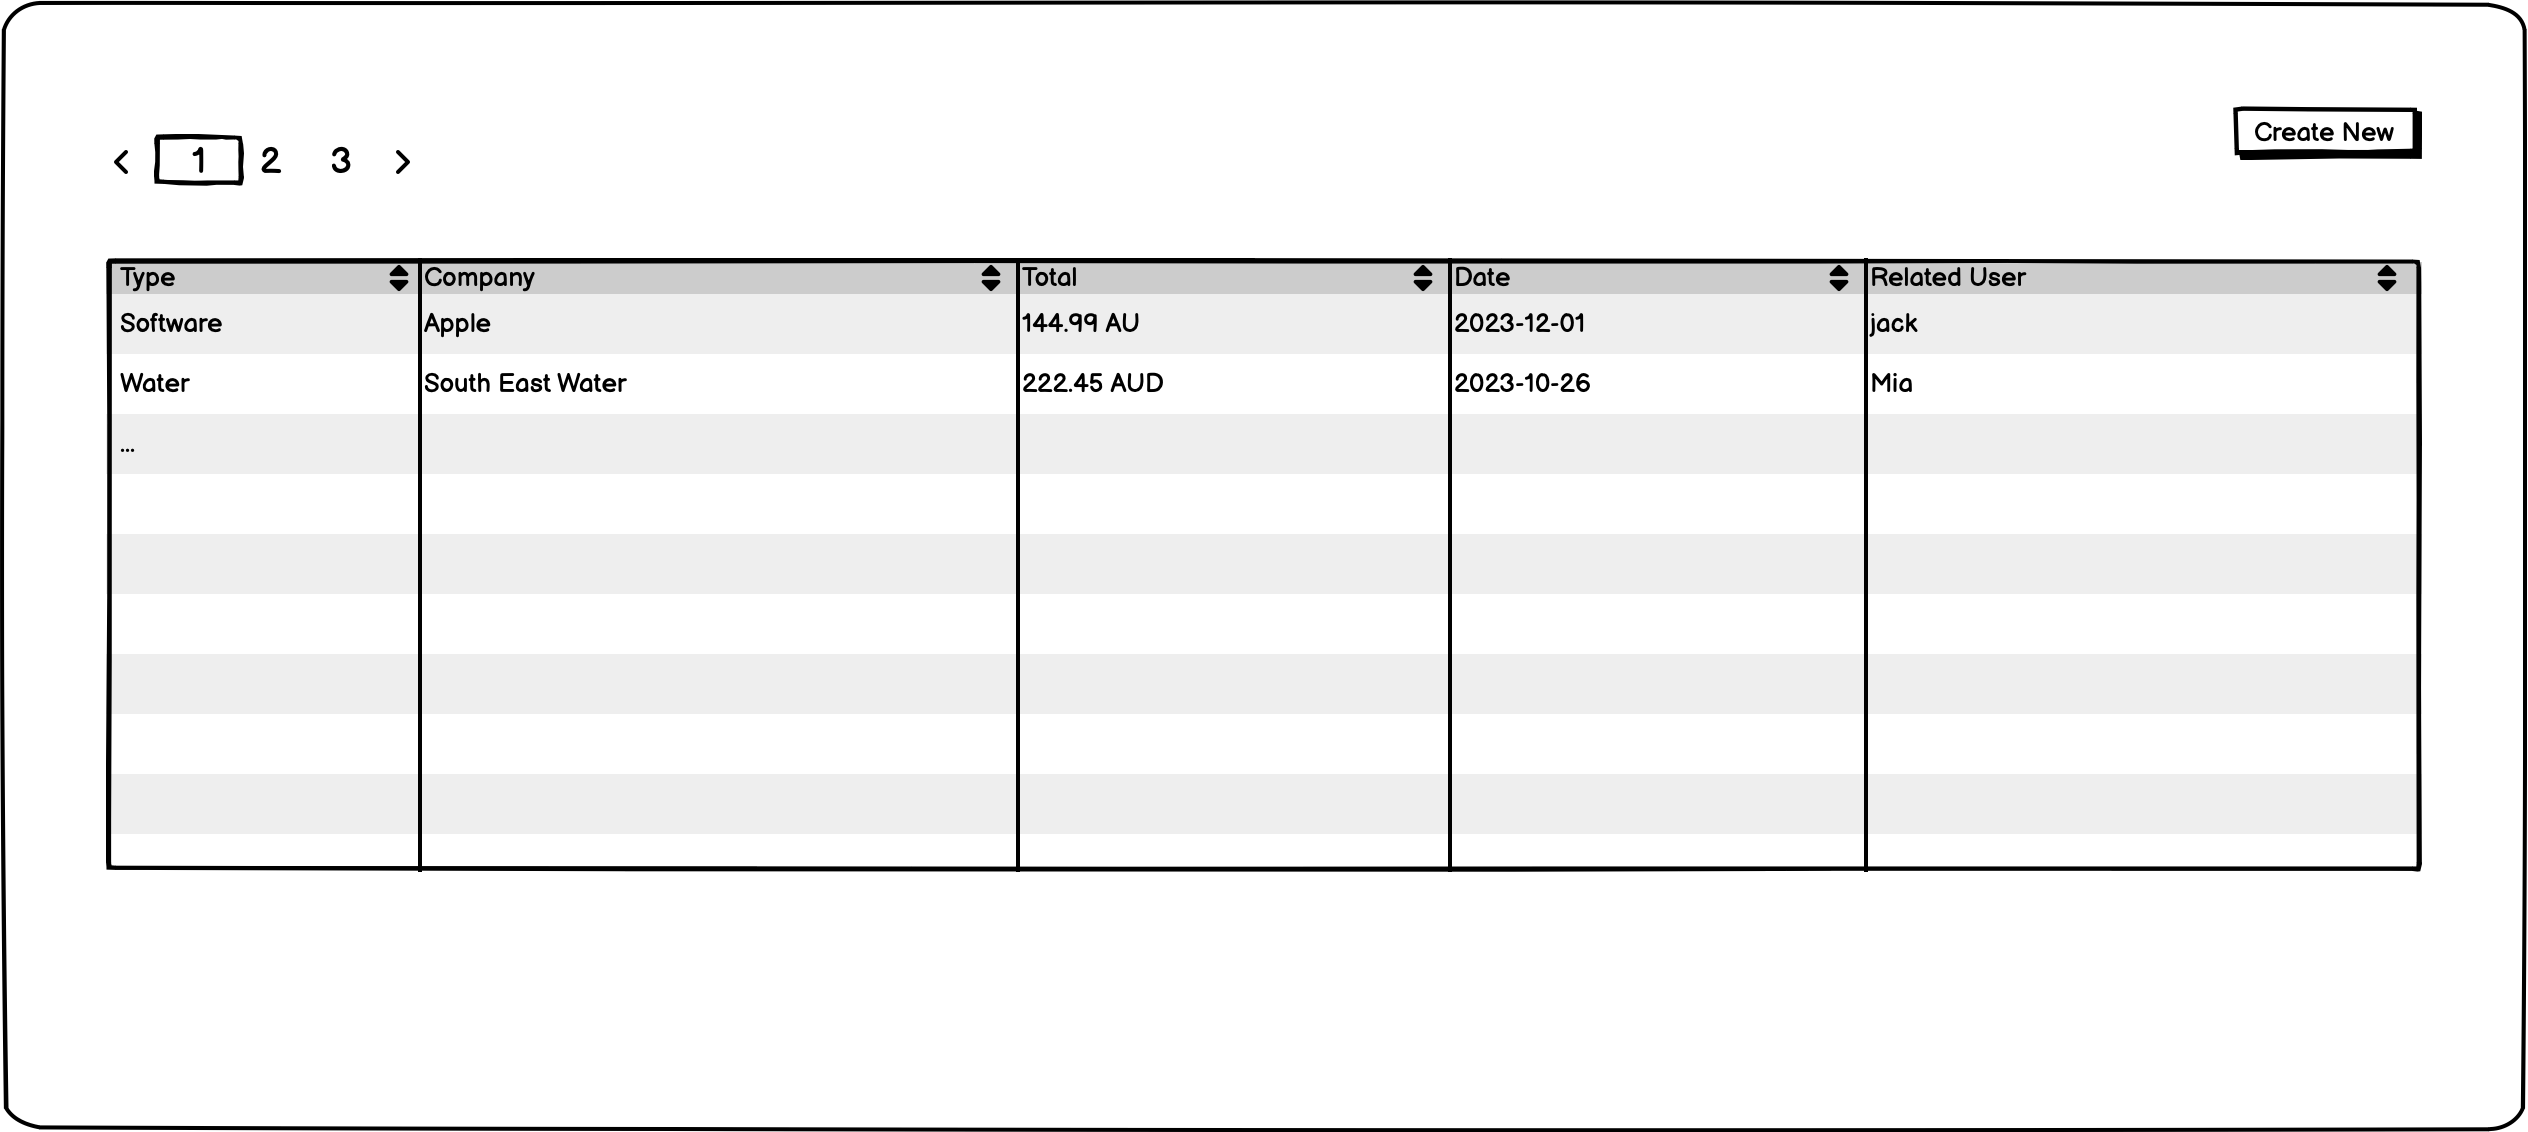 < 1 2 3 >
Create New
Type Company Total Date Related User
Software Apple 144.99 AU 2023-12-01 jack
Water South East Water 222.45 AUD 2023-10-26 Mia
...